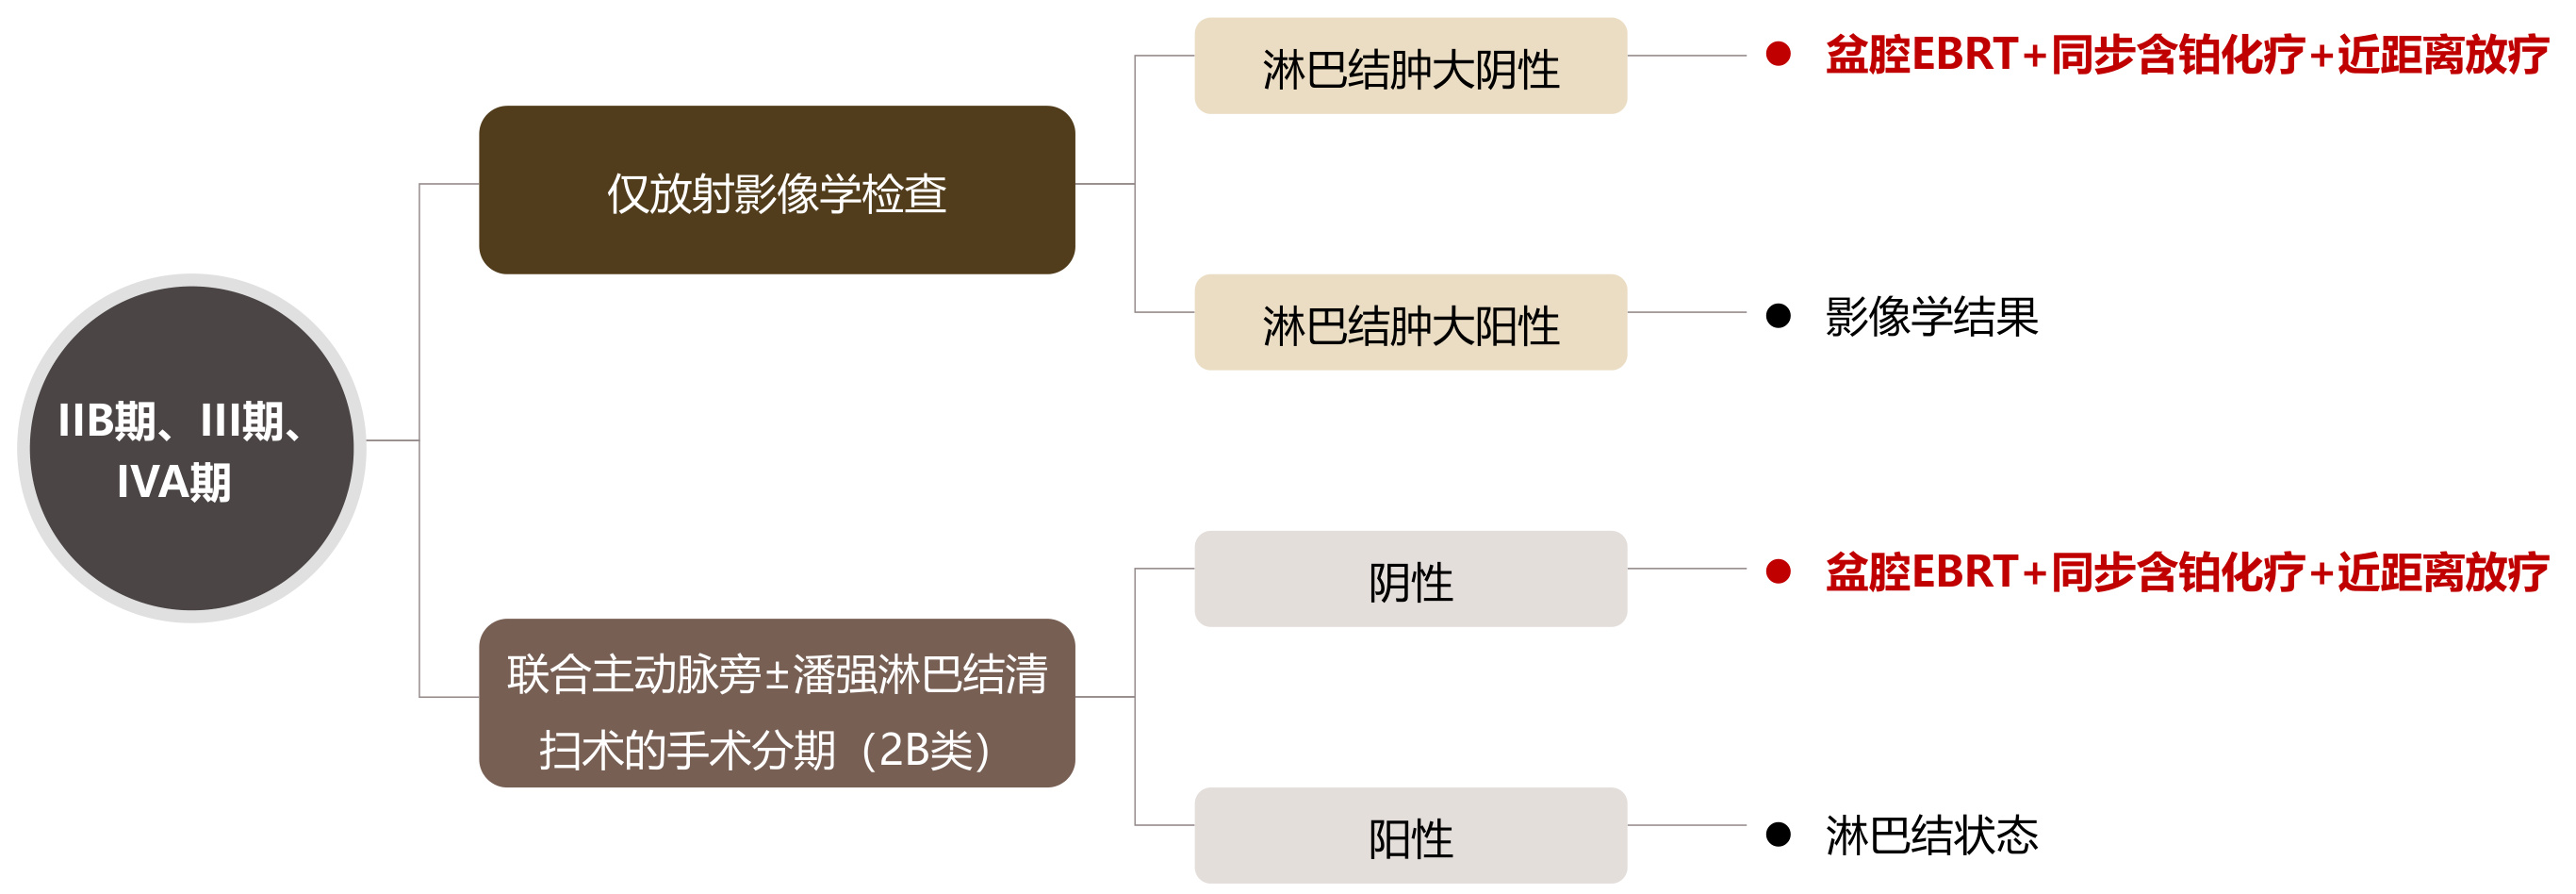 IIB期、III期、
IVA期
仅放射影像学检查
淋巴结肿大阴性
盆腔EBRT+同步含铂化疗+近距离放疗
淋巴结肿大阳性
影像学结果
联合主动脉旁±潘强淋巴结清
扫术的手术分期（2B类）
阴性
盆腔EBRT+同步含铂化疗+近距离放疗
阳性
淋巴结状态